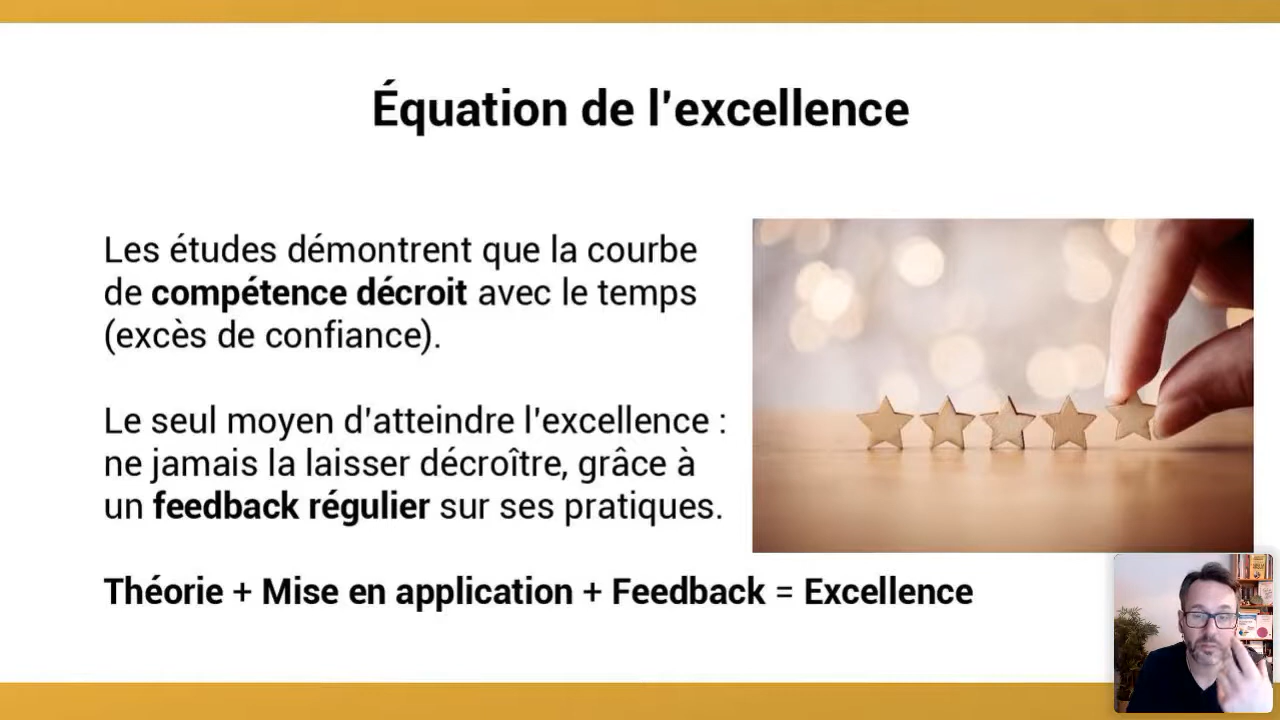 Équation de l'excellence
Les études démontrent que la courbe
de compétence décroit avec le temps
(excès de confiance).
Le seul moyen d'atteindre l'excellence :
ne jamais la laisser décroître, grâce à
un feedback régulier sur ses pratiques.
Théorie + Mise en application + Feedback = Excellence